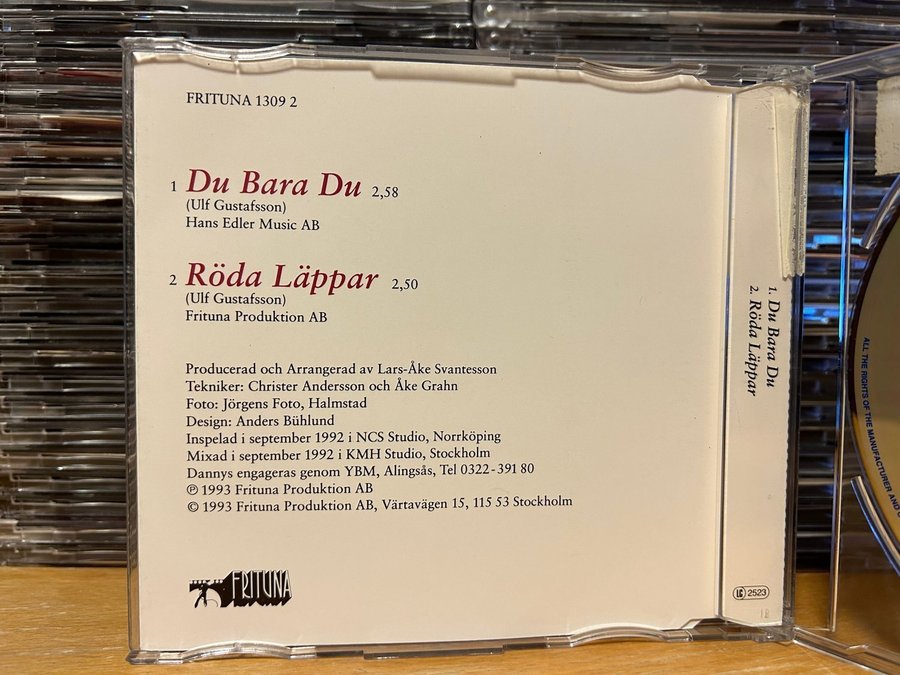 FRITUNA 1309 2
1 Du Bara Du 2,58
(Ulf Gustafsson)
Hans Edler Music AB
2 Röda Läppar 2,50
(Ulf Gustafsson)
Frituna Produktion AB
Producerad och Arrangerad av Lars-Åke Svantesson
Tekniker: Christer Andersson och Åke Grahn
Foto: Jörgens Foto, Halmstad
Design: Anders Bühlund
Inspelad i september 1992 i NCS Studio, Norrköping
Mixad i september 1992 i KMH Studio, Stockholm
Dannys engageras genom YBM, Alingsås, Tel 0322-391 80
℗ 1993 Frituna Produktion AB
© 1993 Frituna Produktion AB, Värtavägen 15, 115 53 Stockholm
FRITUNA
1. Du Bara Du
2. Röda Läppar
LC 2523
18
ALL THE RIGHTS OF THE MANUFACTURER AND